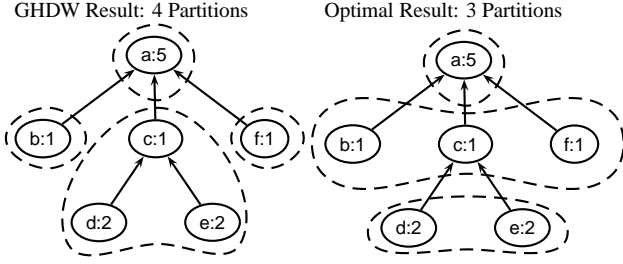 GHDW Result: 4 Partitions
Optimal Result: 3 Partitions
a:5
a:5
b:1
c:1
f:1
b:1
c:1
f:1
d:2
e:2
d:2
e:2